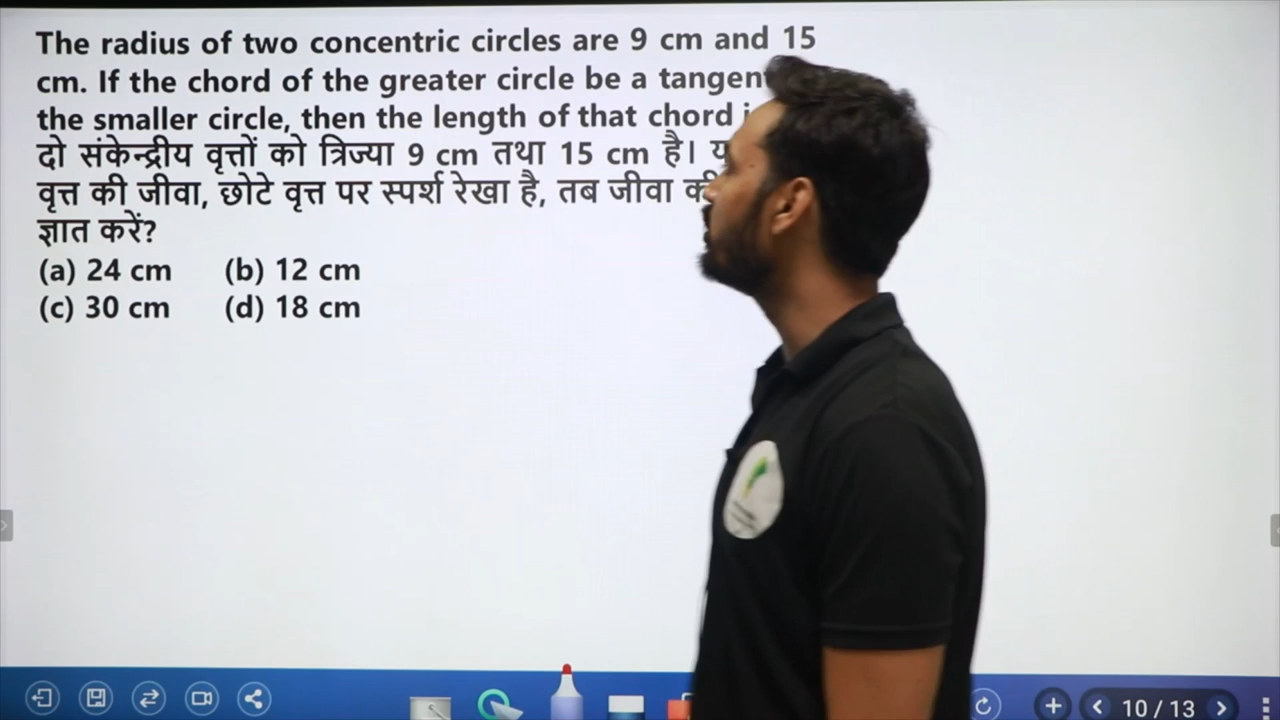 The radius of two concentric circles are 9 cm and 15
cm. If the chord of the greater circle be a tangent
the smaller circle, then the length of that chord
दो संकेन्द्रीय वृत्तों को त्रिज्या 9 cm तथा 15 cm है।
वृत्त की जीवा, छोटे वृत्त पर स्पर्श रेखा है, तब जीवा
ज्ञात करें?
(a) 24 cm (b) 12 cm
(c) 30 cm (d) 18 cm
10 / 13